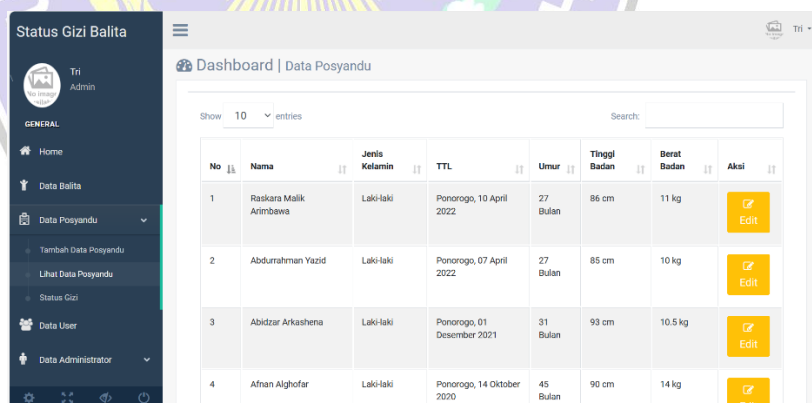 Status Gizi Balita
Tri
Tri
Admin
GENERAL
Home
Data Balita
Data Posyandu
Tambah Data Posyandu
Lihat Data Posyandu
Status Gizi
Data User
Data Administrator
Dashboard | Data Posyandu
Show 10 entries
Search:
No Nama Jenis Kelamin TTL Umur Tinggi Badan Berat Badan Aksi
1 Raskara Malik Arimbawa Laki-laki Ponorogo, 10 April 2022 27 Bulan 86 cm 11 kg Edit
2 Abdurrahman Yazid Laki-laki Ponorogo, 07 April 2022 27 Bulan 85 cm 10 kg Edit
3 Abidzar Arkashena Laki-laki Ponorogo, 01 Desember 2021 31 Bulan 93 cm 10.5 kg Edit
4 Afnan Alghofar Laki-laki Ponorogo, 14 Oktober 2020 45 Bulan 90 cm 14 kg Edit